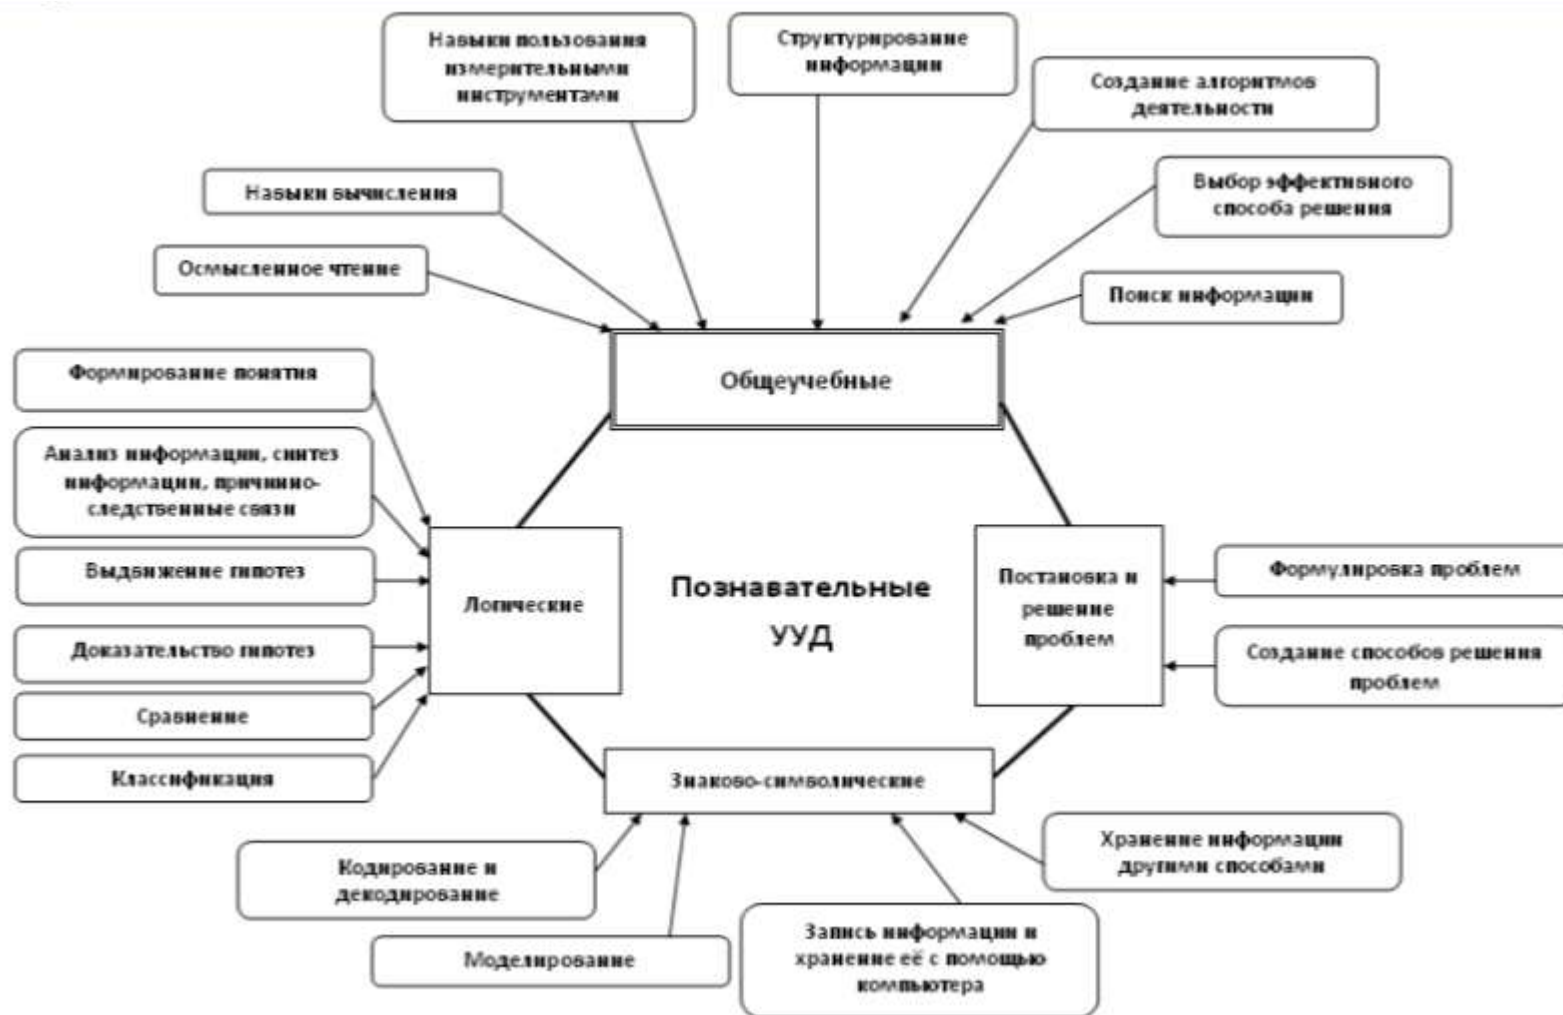 Навыки пользования
измерительными
инструментами
Структурирование
информации
Создание алгоритмов
деятельности
Навыки вычисления
Выбор эффективного
способа решения
Осмысленное чтение
Поиск информации
Общеучебные
Формирование понятия
Анализ информации, синтез
информации, причинно-
следственные связи
Выдвижение гипотез
Доказательство гипотез
Сравнение
Классификация
Логические
Познавательные
УУД
Постановка и
решение
проблем
Формулировка проблем
Создание способов решения
проблем
Знаково-символические
Кодирование и
декодирование
Моделирование
Запись информации и
хранение её с помощью
компьютера
Хранение информации
другими способами